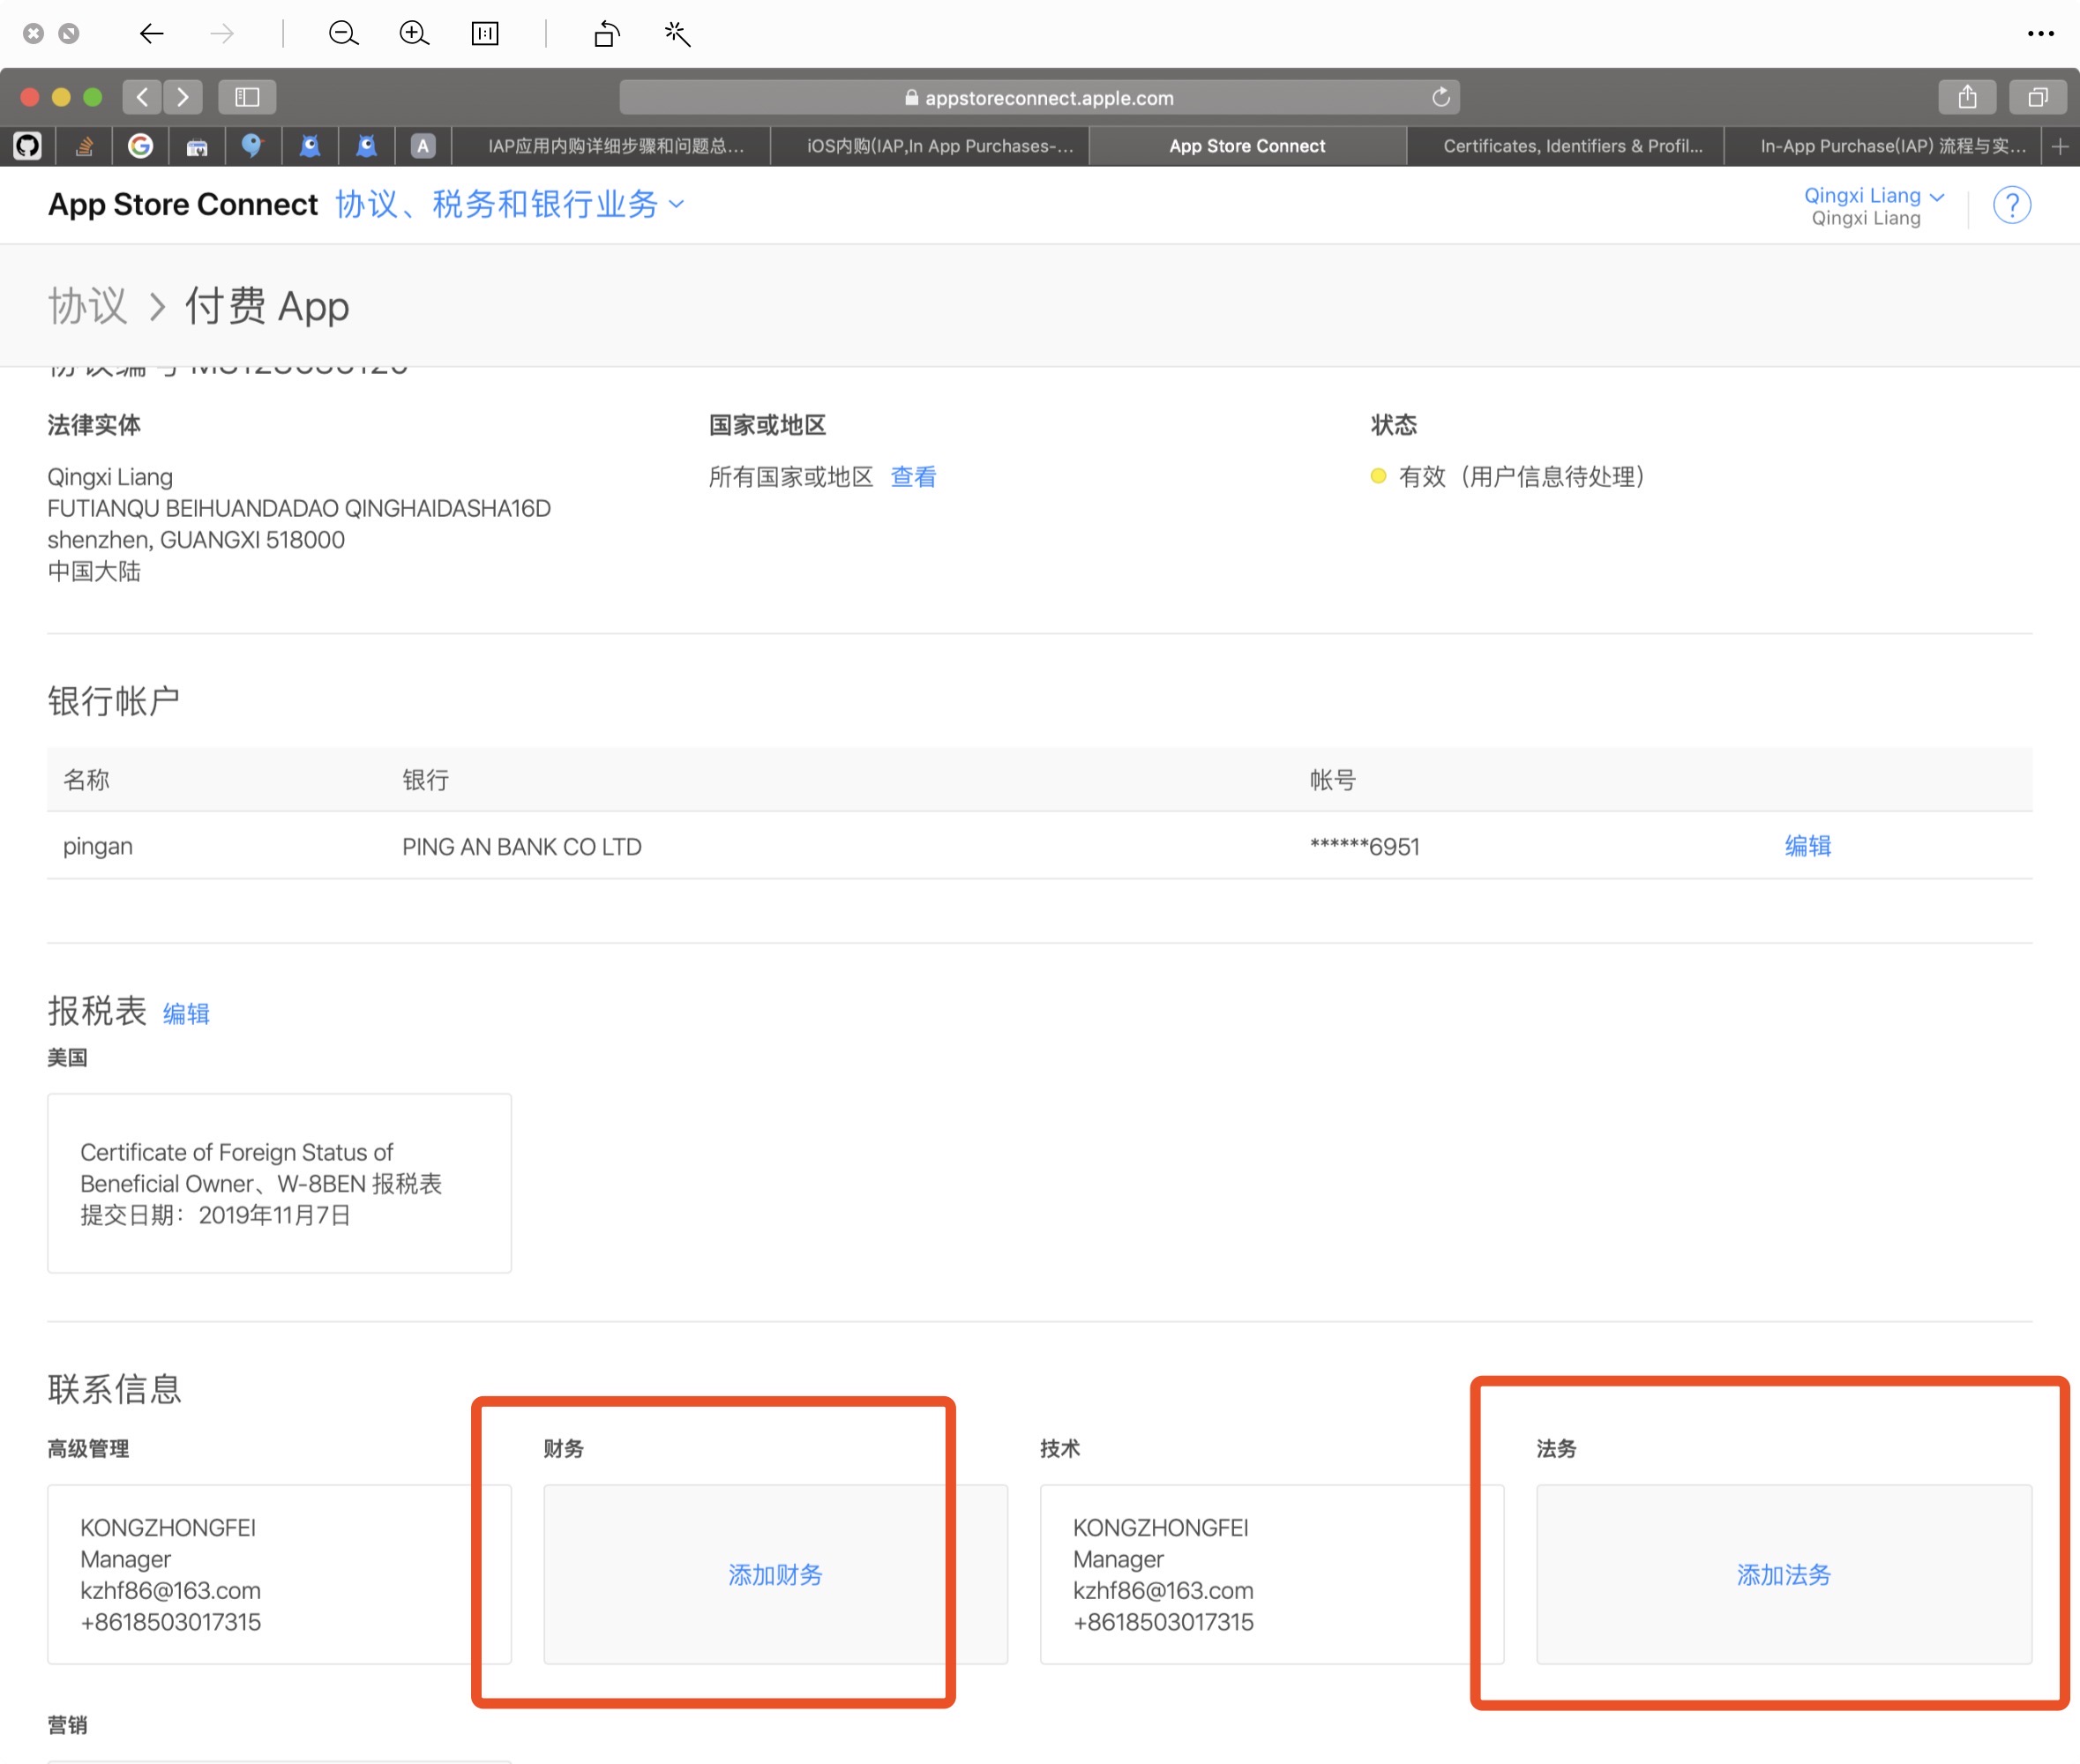 appstoreconnect.apple.com
A
IAP应用内购详细步骤和问题总...
iOS内购(IAP,In App Purchases-...
App Store Connect
Certificates, Identifiers & Profil...
In-App Purchase(IAP) 流程与实...
App Store Connect 协议、税务和银行业务
Qingxi Liang
Qingxi Liang
?
协议 > 付费 App
法律实体
Qingxi Liang
FUTIANQU BEIHUANDADAO QINGHAIDASHA16D
shenzhen, GUANGXI 518000
中国大陆
国家或地区
所有国家或地区 查看
状态
有效（用户信息待处理）
银行帐户
名称 银行 帐号
pingan PING AN BANK CO LTD ******6951 编辑
报税表 编辑
美国
Certificate of Foreign Status of
Beneficial Owner、W-8BEN 报税表
提交日期：2019年11月7日
联系信息
高级管理
KONGZHONGFEI
Manager
kzhf86@163.com
+8618503017315
财务
添加财务
技术
KONGZHONGFEI
Manager
kzhf86@163.com
+8618503017315
法务
添加法务
营销